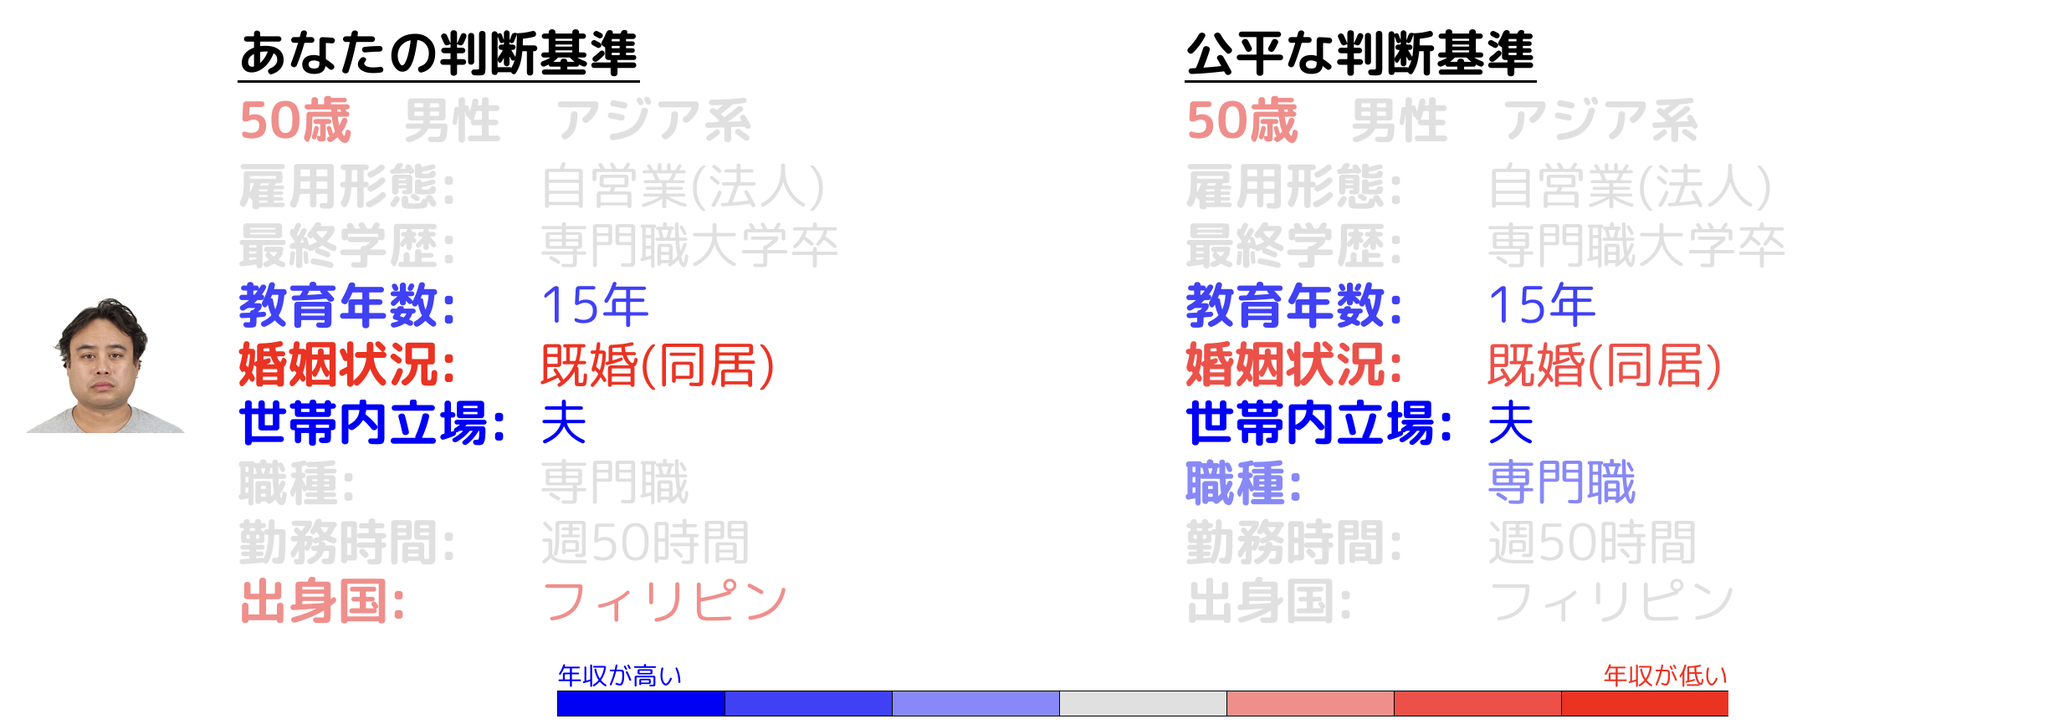 あなたの判断基準
50歳 男性 アジア系
雇用形態: 自営業(法人)
最終学歴: 専門職大学卒
教育年数: 15年
婚姻状況: 既婚(同居)
世帯内立場: 夫
職種: 専門職
勤務時間: 週50時間
出身国: フィリピン
公平な判断基準
50歳 男性 アジア系
雇用形態: 自営業(法人)
最終学歴: 専門職大学卒
教育年数: 15年
婚姻状況: 既婚(同居)
世帯内立場: 夫
職種: 専門職
勤務時間: 週50時間
出身国: フィリピン
年収が高い
年収が低い